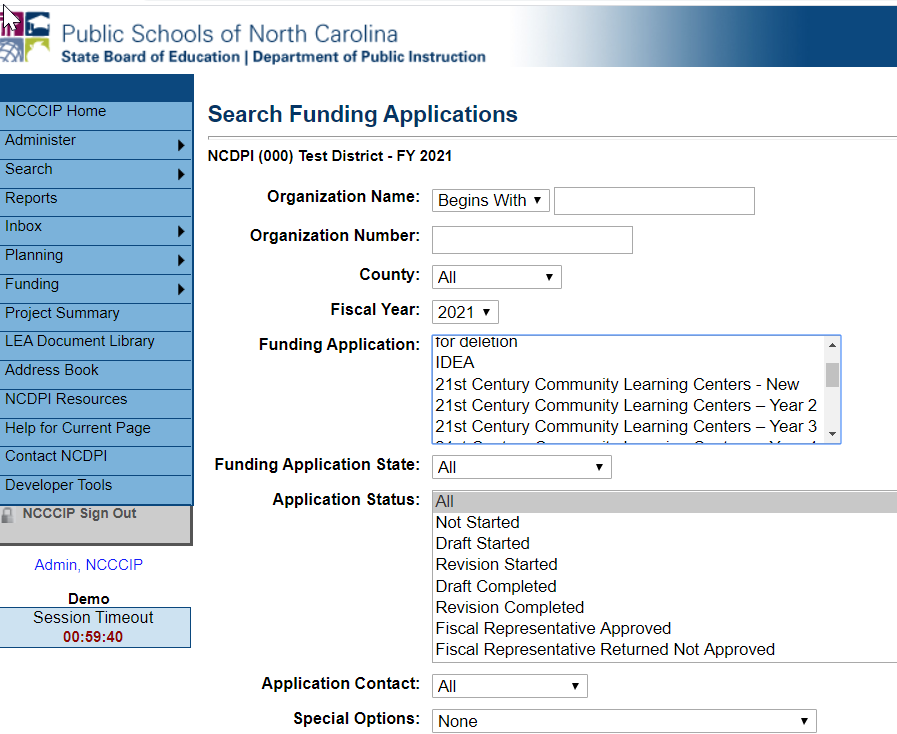 Public Schools of North Carolina
State Board of Education | Department of Public Instruction
NCCCIP Home
Administer
Search
Reports
Inbox
Planning
Funding
Project Summary
LEA Document Library
Address Book
NCDPI Resources
Help for Current Page
Contact NCDPI
Developer Tools
NCCCIP Sign Out
Admin, NCCCIP
Demo
Session Timeout
00:59:40
Search Funding Applications
NCDPI (000) Test District - FY 2021
Organization Name: Begins With
Organization Number:
County: All
Fiscal Year: 2021
Funding Application:
for deletion
IDEA
21st Century Community Learning Centers - New
21st Century Community Learning Centers – Year 2
21st Century Community Learning Centers – Year 3
Funding Application State: All
Application Status:
All
Not Started
Draft Started
Revision Started
Draft Completed
Revision Completed
Fiscal Representative Approved
Fiscal Representative Returned Not Approved
Application Contact: All
Special Options: None